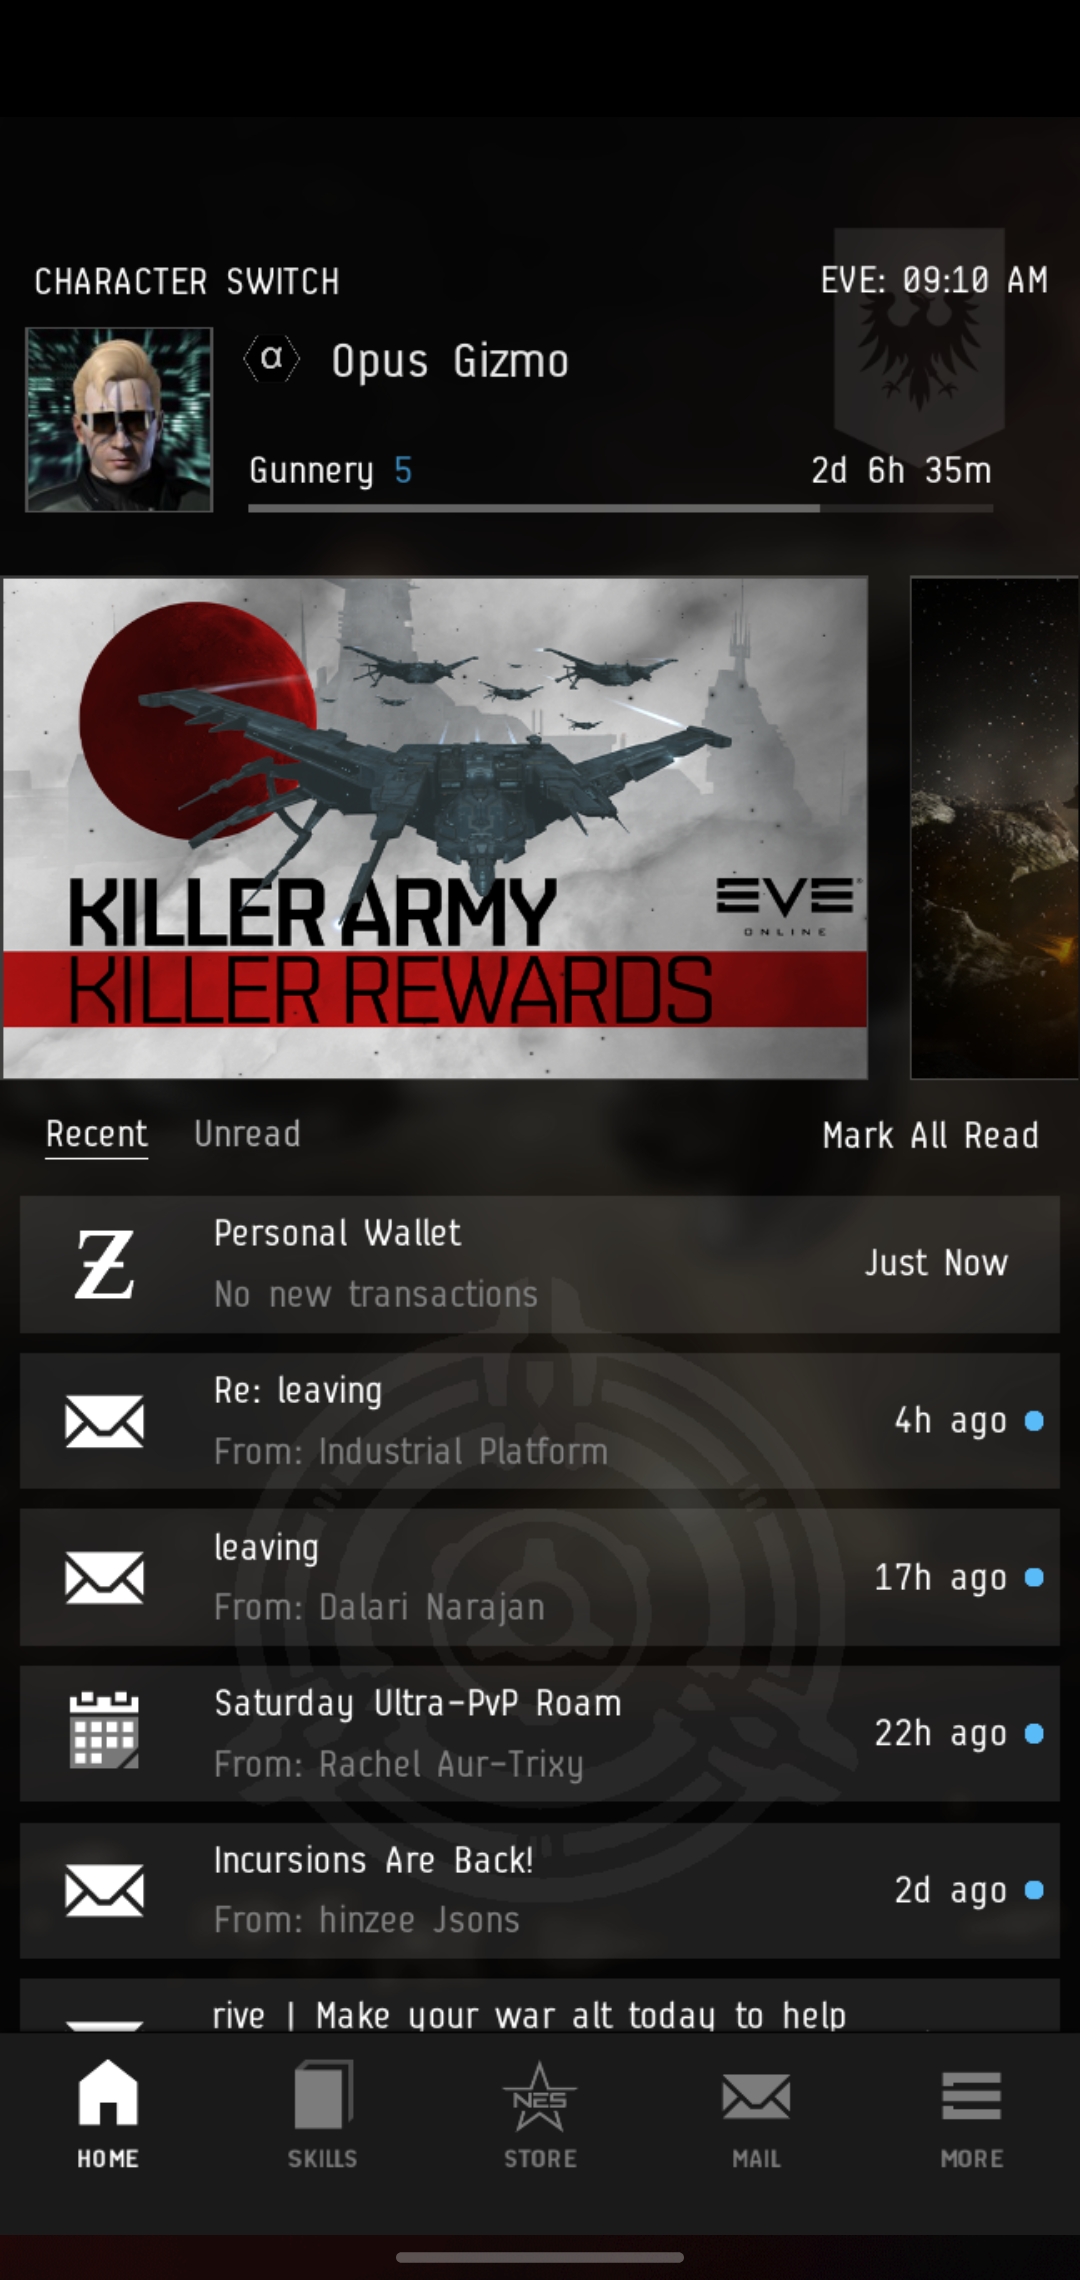 CHARACTER SWITCH
EVE: 09:10 AM
α Opus Gizmo
Gunnery 5
2d 6h 35m
KILLER ARMY
EVE
ONLINE
KILLER REWARDS
Recent
Unread
Mark All Read
Personal Wallet
No new transactions
Just Now
Re: leaving
From: Industrial Platform
4h ago
leaving
From: Dalari Narajan
17h ago
Saturday Ultra-PvP Roam
From: Rachel Aur-Trixy
22h ago
Incursions Are Back!
From: hinzee Jsons
2d ago
rive | Make your war alt today to help
HOME
SKILLS
NES
STORE
MAIL
MORE